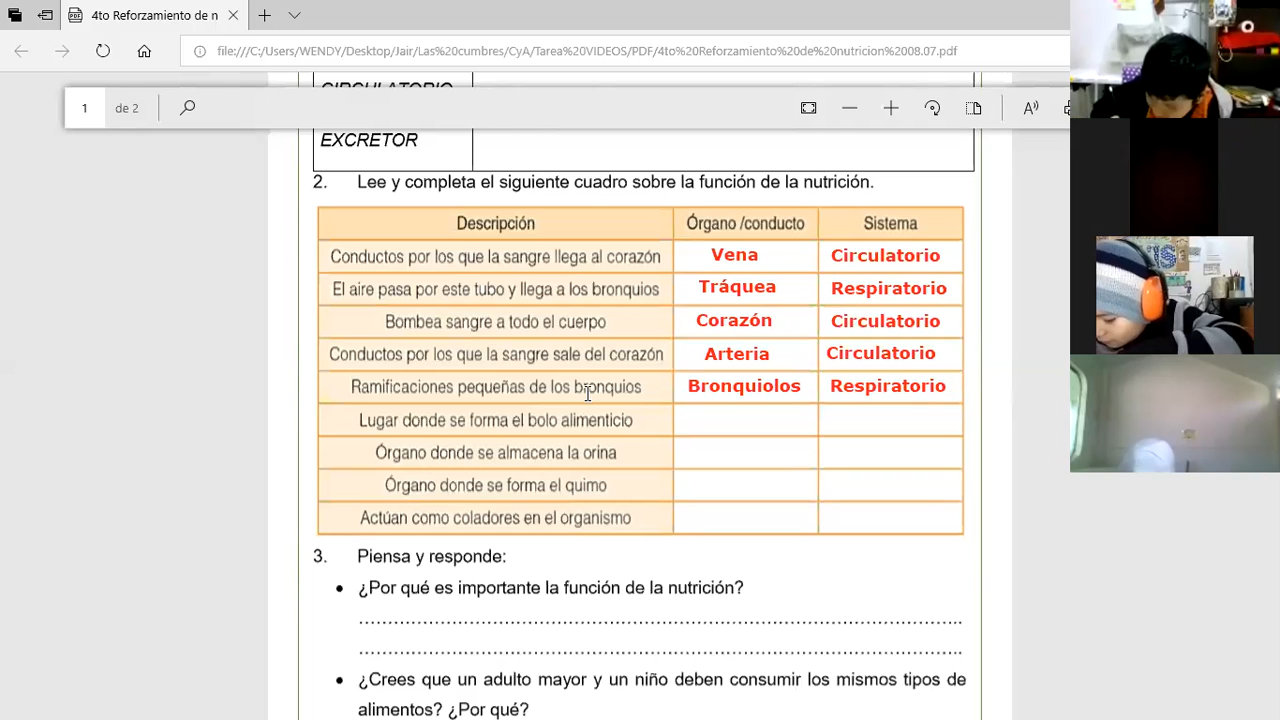 4to Reforzamiento de n
file:///C:/Users/WENDY/Desktop/Jair/Las%20cumbres/CyA/Tarea%20VIDEOS/PDF/4to%20Reforzamiento%20de%20nutricion%2008.07.pdf
CIRCULATORIO
1 de 2
EXCRETOR
2. Lee y completa el siguiente cuadro sobre la función de la nutrición.
Descripción Órgano /conducto Sistema
Conductos por los que la sangre llega al corazón Vena Circulatorio
El aire pasa por este tubo y llega a los bronquios Tráquea Respiratorio
Bombea sangre a todo el cuerpo Corazón Circulatorio
Conductos por los que la sangre sale del corazón Arteria Circulatorio
Ramificaciones pequeñas de los bronquios Bronquiolos Respiratorio
Lugar donde se forma el bolo alimenticio
Órgano donde se almacena la orina
Órgano donde se forma el quimo
Actúan como coladores en el organismo
3. Piensa y responde:
• ¿Por qué es importante la función de la nutrición?
• ¿Crees que un adulto mayor y un niño deben consumir los mismos tipos de
alimentos? ¿Por qué?